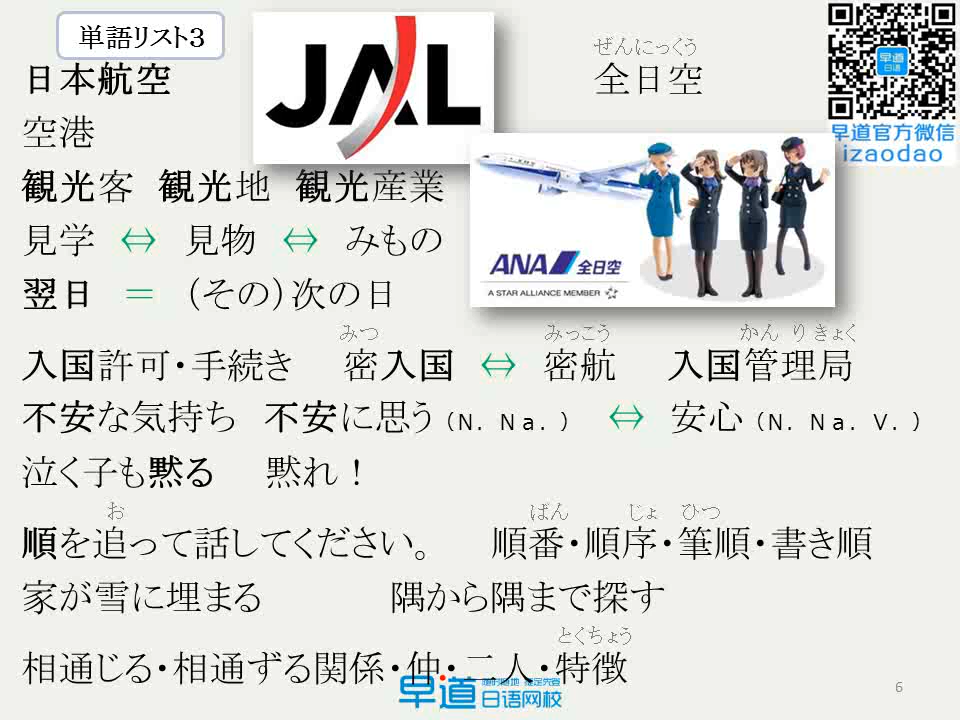 単語リスト３
日本航空
JAL
ぜんにっくう
全日空
早道
日语
早道官方微信
izaodao
空港
観光客　観光地　観光産業
見学　⇔　見物　⇔　みもの
ANA 全日空
A STAR ALLIANCE MEMBER
翌日　＝　（その）次の日
みつ　みっこう　かんりきょく
入国許可・手続き　密入国　⇔　密航　入国管理局
不安な気持ち　不安に思う（Ｎ．Ｎａ．）　⇔　安心（Ｎ．Ｎａ．Ｖ．）
泣く子も黙る　黙れ！
お　ばん　じょ　ひつ
順を追って話してください。　順番・順序・筆順・書き順
家が雪に埋まる　隅から隅まで探す
とくちょう
相通じる・相通ずる関係・仲・二人・特徴
早道 日语网校
6